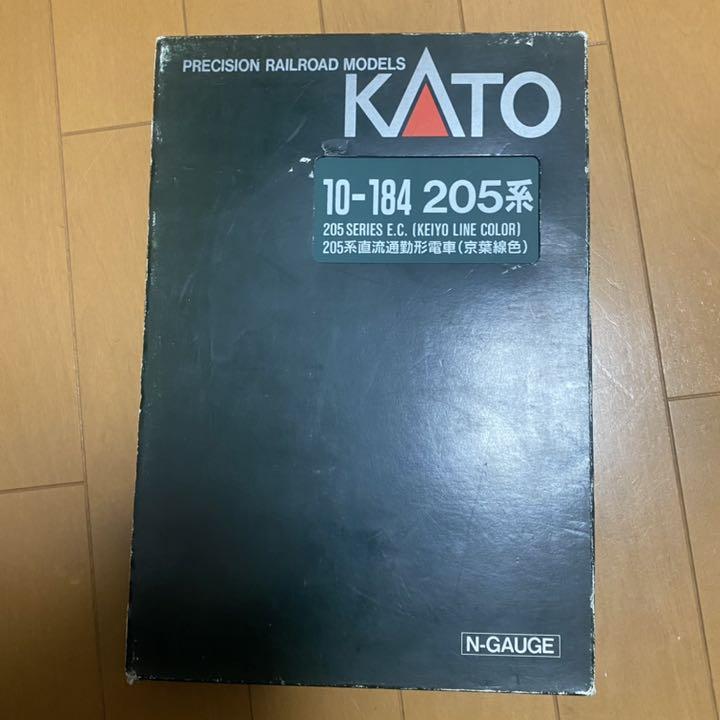 PRECISION RAILROAD MODELS
KATO
10-184 205系
205 SERIES E.C. (KEIYO LINE COLOR)
205系直流通勤形電車(京葉線色)
N-GAUGE